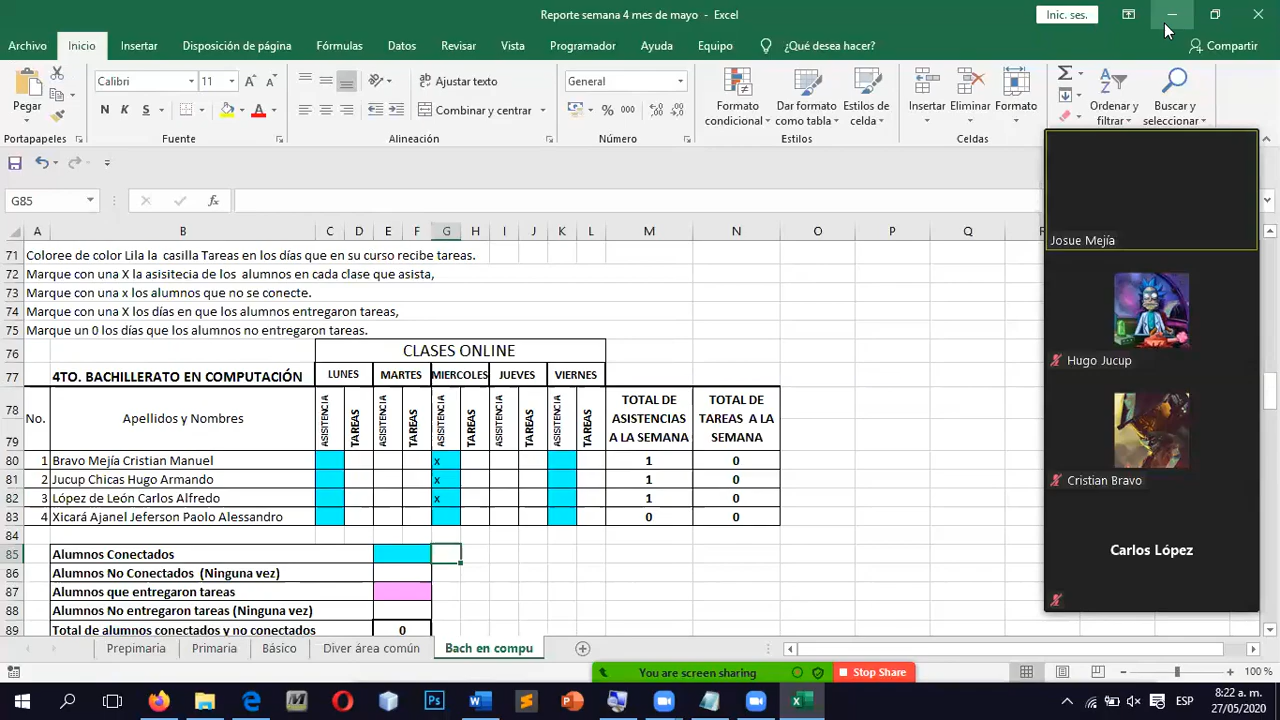 Reporte semana 4 mes de mayo - Excel
Inic. ses.
Archivo Inicio Insertar Disposición de página Fórmulas Datos Revisar Vista Programador Ayuda Equipo ¿Qué desea hacer? Compartir
Pegar
Calibri 11
N K S
Ajustar texto
Combinar y centrar
General
% 000
Formato condicional
Dar formato como tabla
Estilos de celda
Insertar
Eliminar
Formato
Ordenar y filtrar
Buscar y seleccionar
Portapapeles Fuente Alineación Número Estilos Celdas
G85 fx
A B C D E F G H I J K L M N O P Q
71 Coloree de color Lila la casilla Tareas en los días que en su curso recibe tareas.
72 Marque con una X la asisitecia de los alumnos en cada clase que asista,
73 Marque con una x los alumnos que no se conecte.
74 Marque con una X los días en que los alumnos entregaron tareas,
75 Marque un 0 los días que los alumnos no entregaron tareas.
76 CLASES ONLINE
77 4TO. BACHILLERATO EN COMPUTACIÓN LUNES MARTES MIERCOLES JUEVES VIERNES
78
79
No. Apellidos y Nombres ASISITENCIA TAREAS ASISITENCIA TAREAS ASISITENCIA TAREAS ASISITENCIA TAREAS ASISITENCIA TAREAS
TOTAL DE ASISTENCIAS A LA SEMANA
TOTAL DE TAREAS A LA SEMANA
80 1 Bravo Mejía Cristian Manuel x 1 0
81 2 Jucup Chicas Hugo Armando x 1 0
82 3 López de León Carlos Alfredo x 1 0
83 4 Xicará Ajanel Jeferson Paolo Alessandro 0 0
84
85 Alumnos Conectados
86 Alumnos No Conectados (Ninguna vez)
87 Alumnos que entregaron tareas
88 Alumnos No entregaron tareas (Ninguna vez)
89 Total de alumnos conectados y no conectados 0
Josue Mejía
Hugo Jucup
Cristian Bravo
Carlos López
Prepimaria Primaria Básico Diver área común Bach en compu
You are screen sharing Stop Share
100 %
ESP
8:22 a. m.
27/05/2020